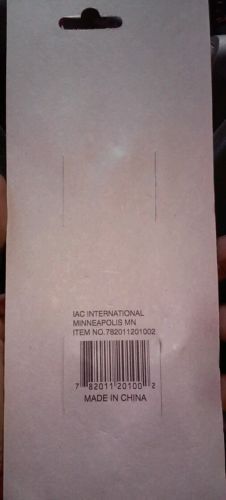 IAC INTERNATIONAL
MINNEAPOLIS MN
ITEM NO.782011201002
7 82011 20100 2
MADE IN CHINA